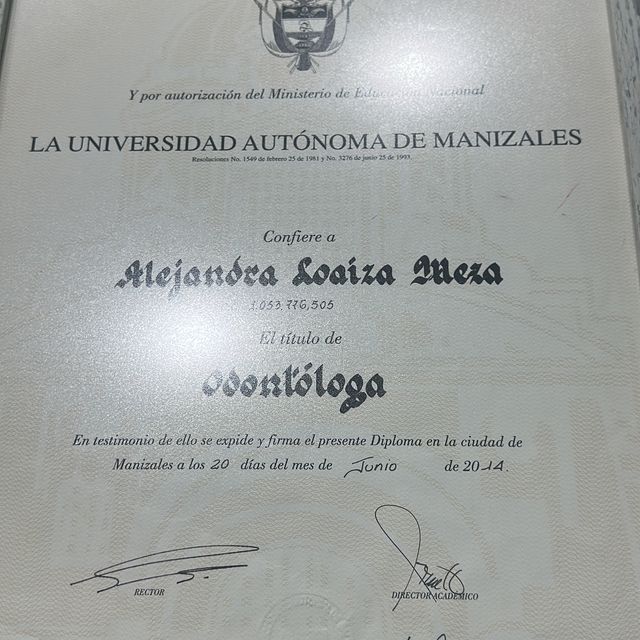 Y por autorización del Ministerio de Educación Nacional
LA UNIVERSIDAD AUTÓNOMA DE MANIZALES
Resoluciones No. 1549 de febrero 25 de 1981 y No. 3276 de junio 25 de 1993.
Confiere a
Alejandra Loaiza Meza
1.053.776.505
El título de
Odontóloga
En testimonio de ello se expide y firma el presente Diploma en la ciudad de
Manizales a los 20 días del mes de Junio de 2014.
RECTOR
DIRECTOR ACADÉMICO